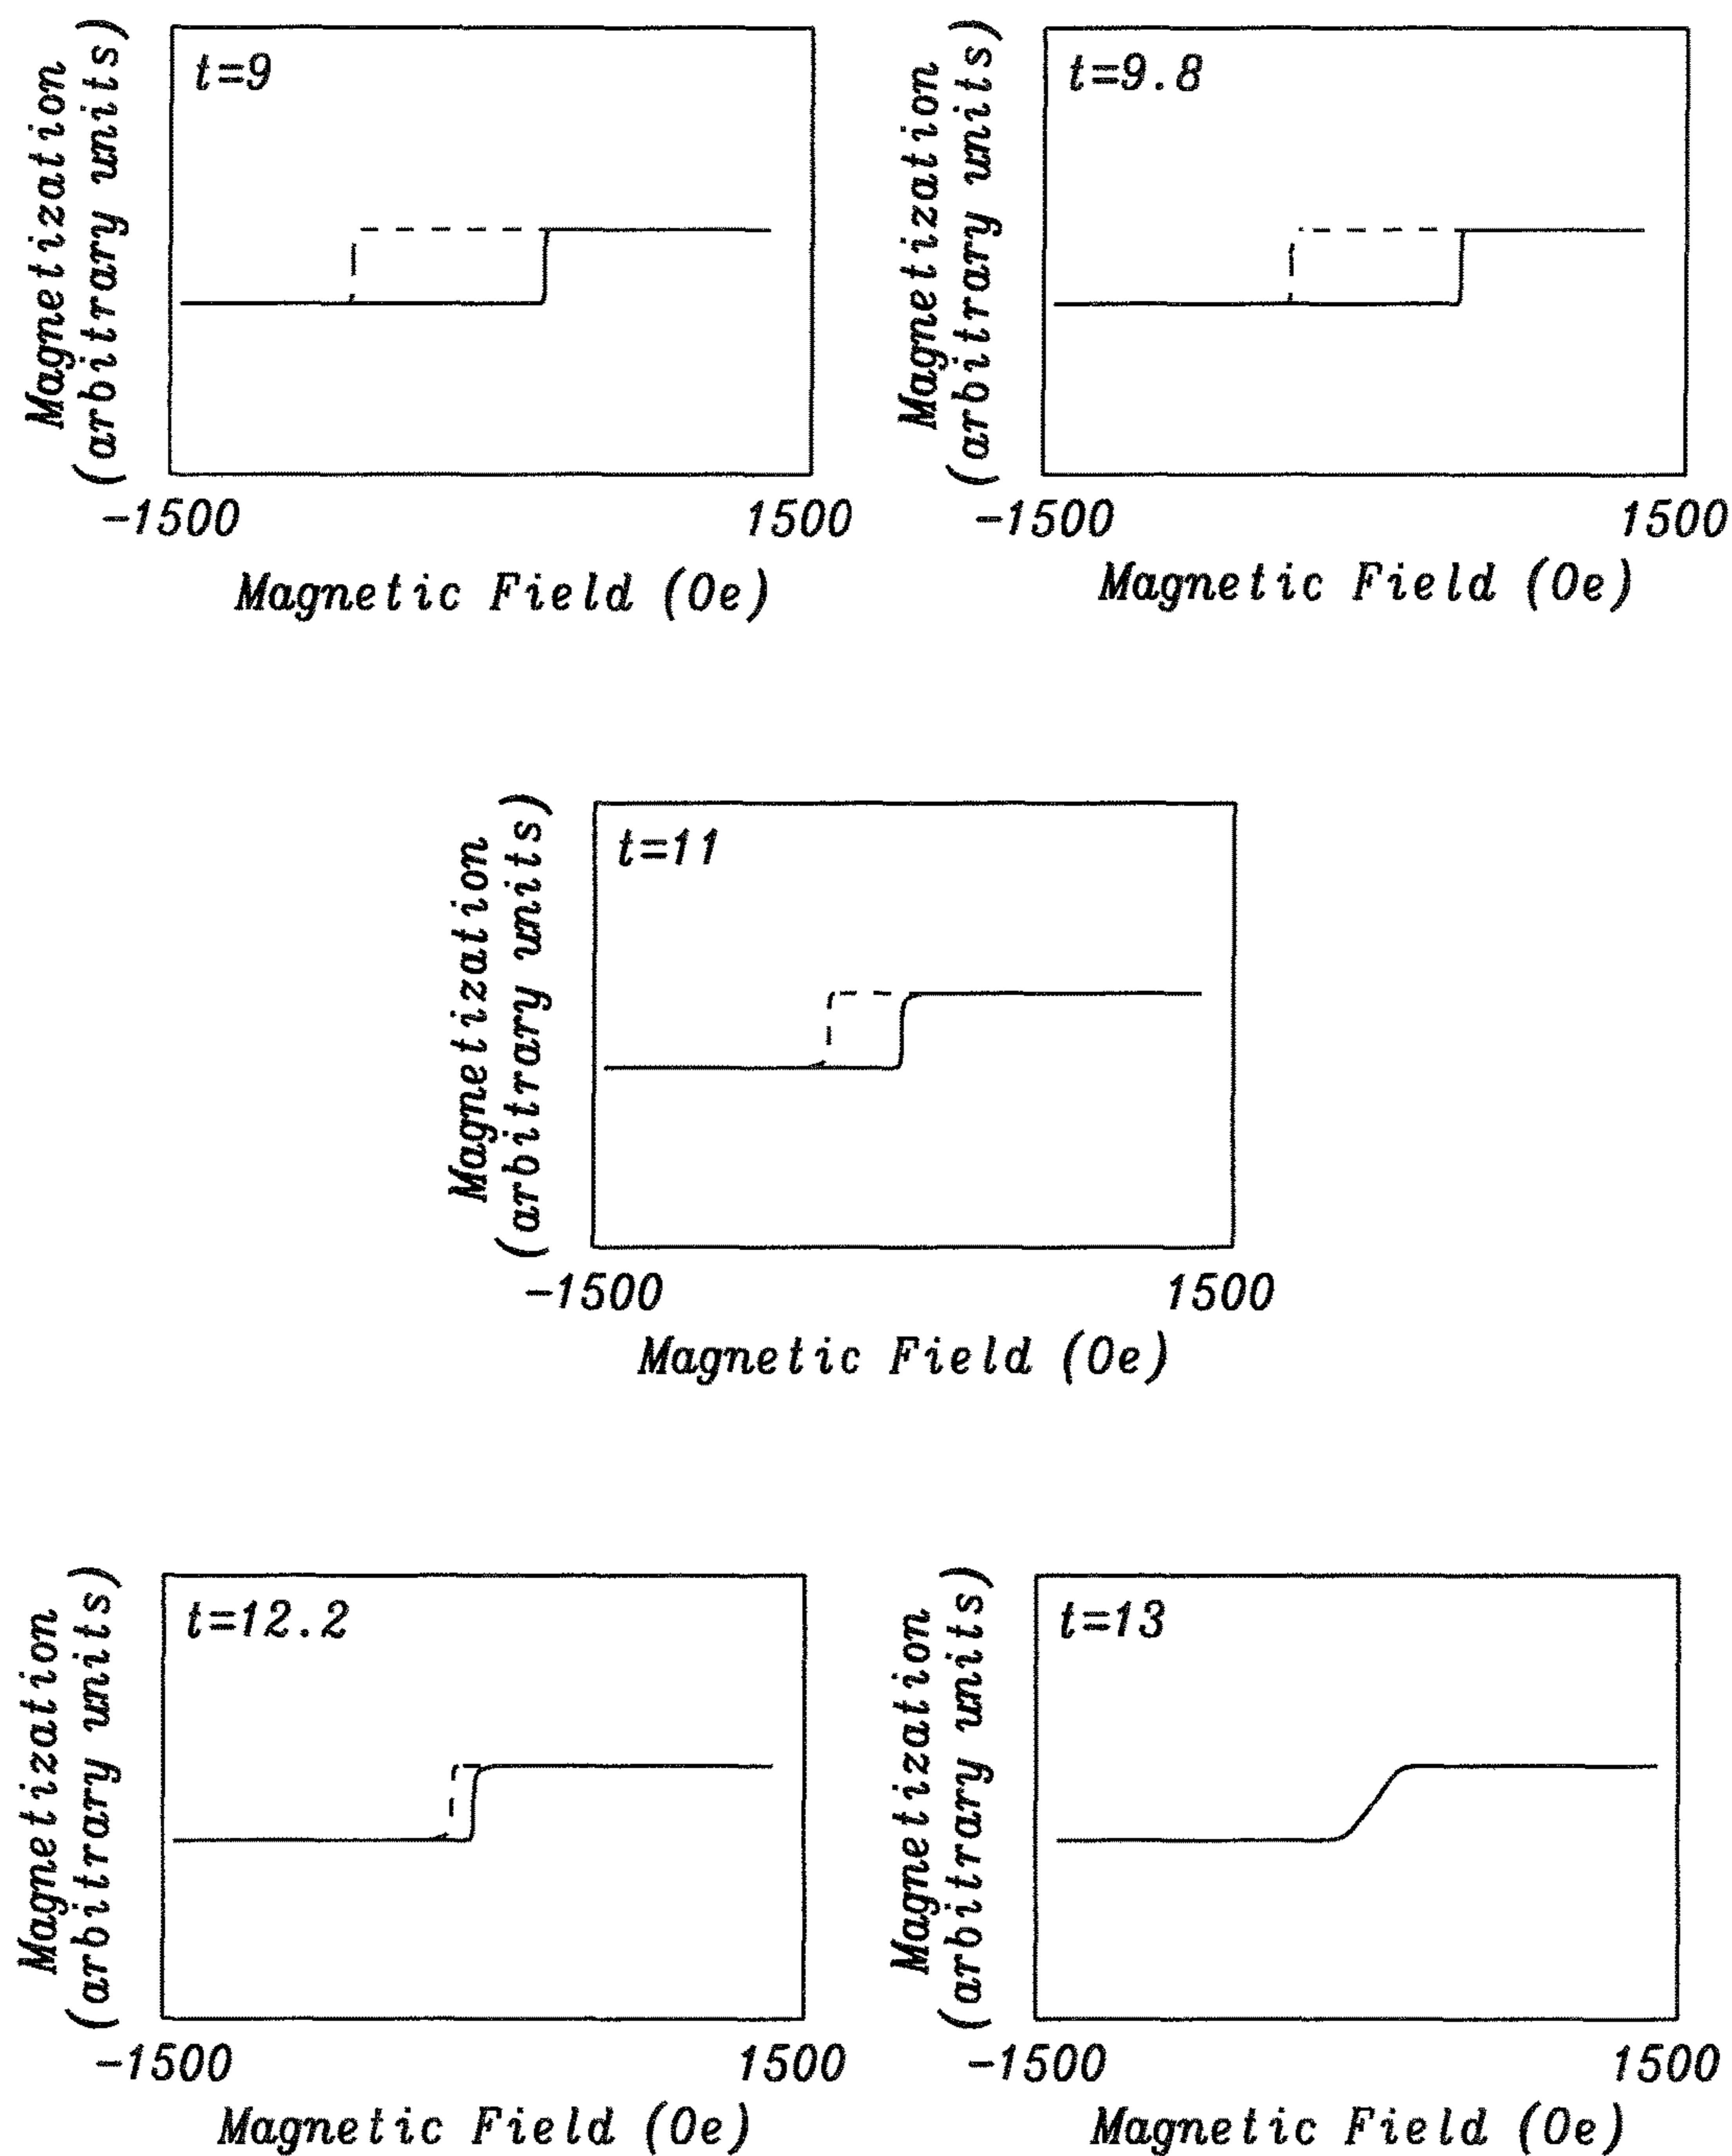 Magnetization
(arbitrary units)
t=9
-1500
1500
Magnetic Field (Oe)
Magnetization
(arbitrary units)
t=9.8
-1500
1500
Magnetic Field (Oe)
Magnetization
(arbitrary units)
t=11
-1500
1500
Magnetic Field (Oe)
Magnetization
(arbitrary units)
t=12.2
-1500
1500
Magnetic Field (Oe)
Magnetization
(arbitrary units)
t=13
-1500
1500
Magnetic Field (Oe)